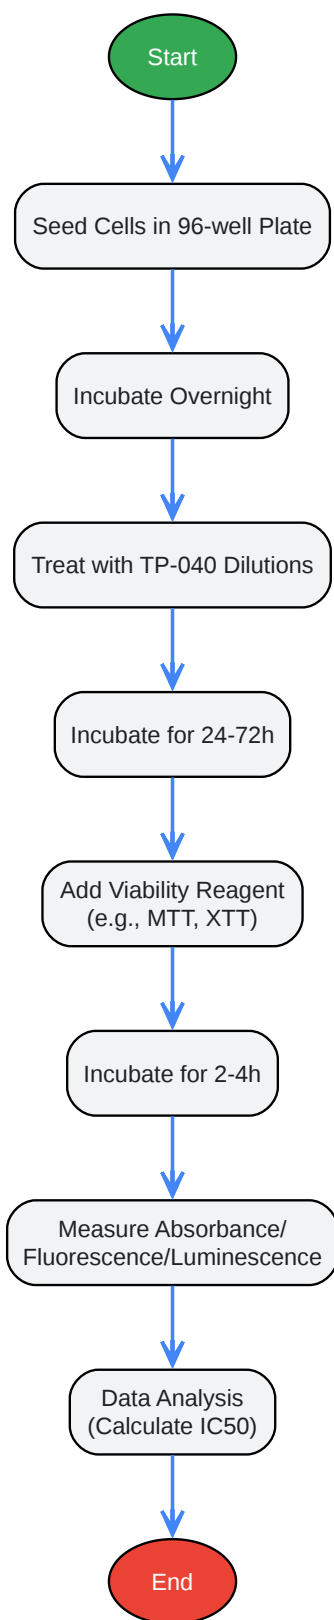 Start
Seed Cells in 96-well Plate
Incubate Overnight
Treat with TP-040 Dilutions
Incubate for 24-72h
Add Viability Reagent
(e.g., MTT, XTT)
Incubate for 2-4h
Measure Absorbance/
Fluorescence/Luminescence
Data Analysis
(Calculate IC50)
End